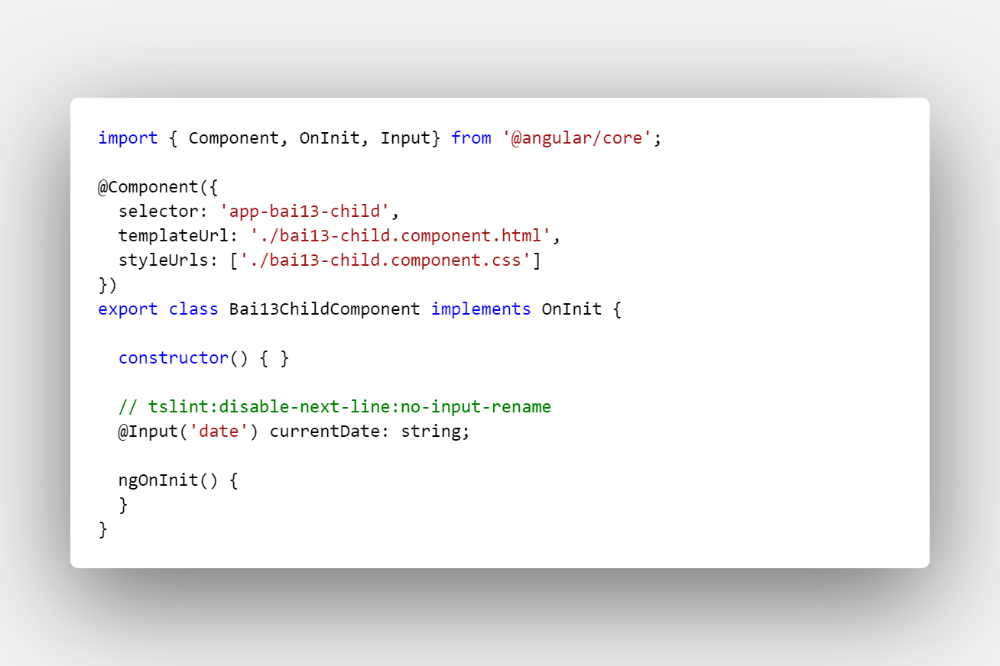 import { Component, OnInit, Input} from '@angular/core';
@Component({
  selector: 'app-bai13-child',
  templateUrl: './bai13-child.component.html',
  styleUrls: ['./bai13-child.component.css']
})
export class Bai13ChildComponent implements OnInit {
  constructor() { }
  // tslint:disable-next-line:no-input-rename
  @Input('date') currentDate: string;
  ngOnInit() {
  }
}